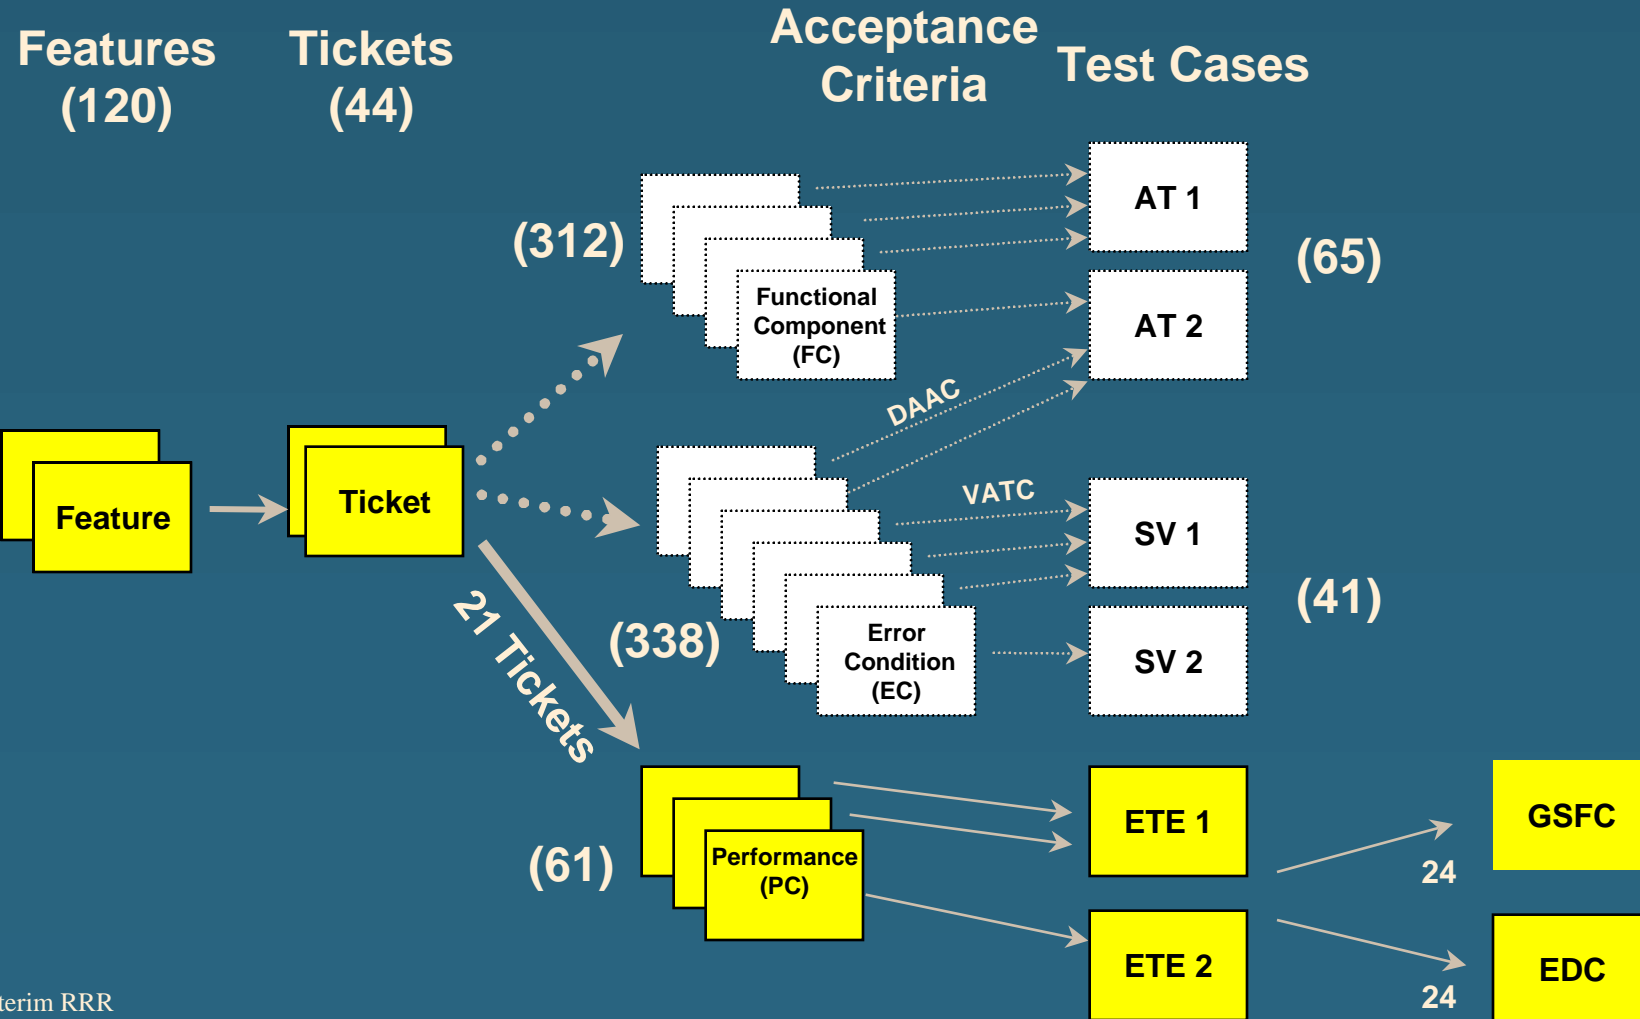 Features
(120)
Tickets
(44)
Acceptance
Criteria
Test Cases
(312)
Functional
Component
(FC)
AT 1
AT 2
(65)
DAAC
VATC
Feature
Ticket
21 Tickets
(338)
Error
Condition
(EC)
SV 1
SV 2
(41)
(61)
Performance
(PC)
ETE 1
ETE 2
24
GSFC
24
EDC
terim RRR